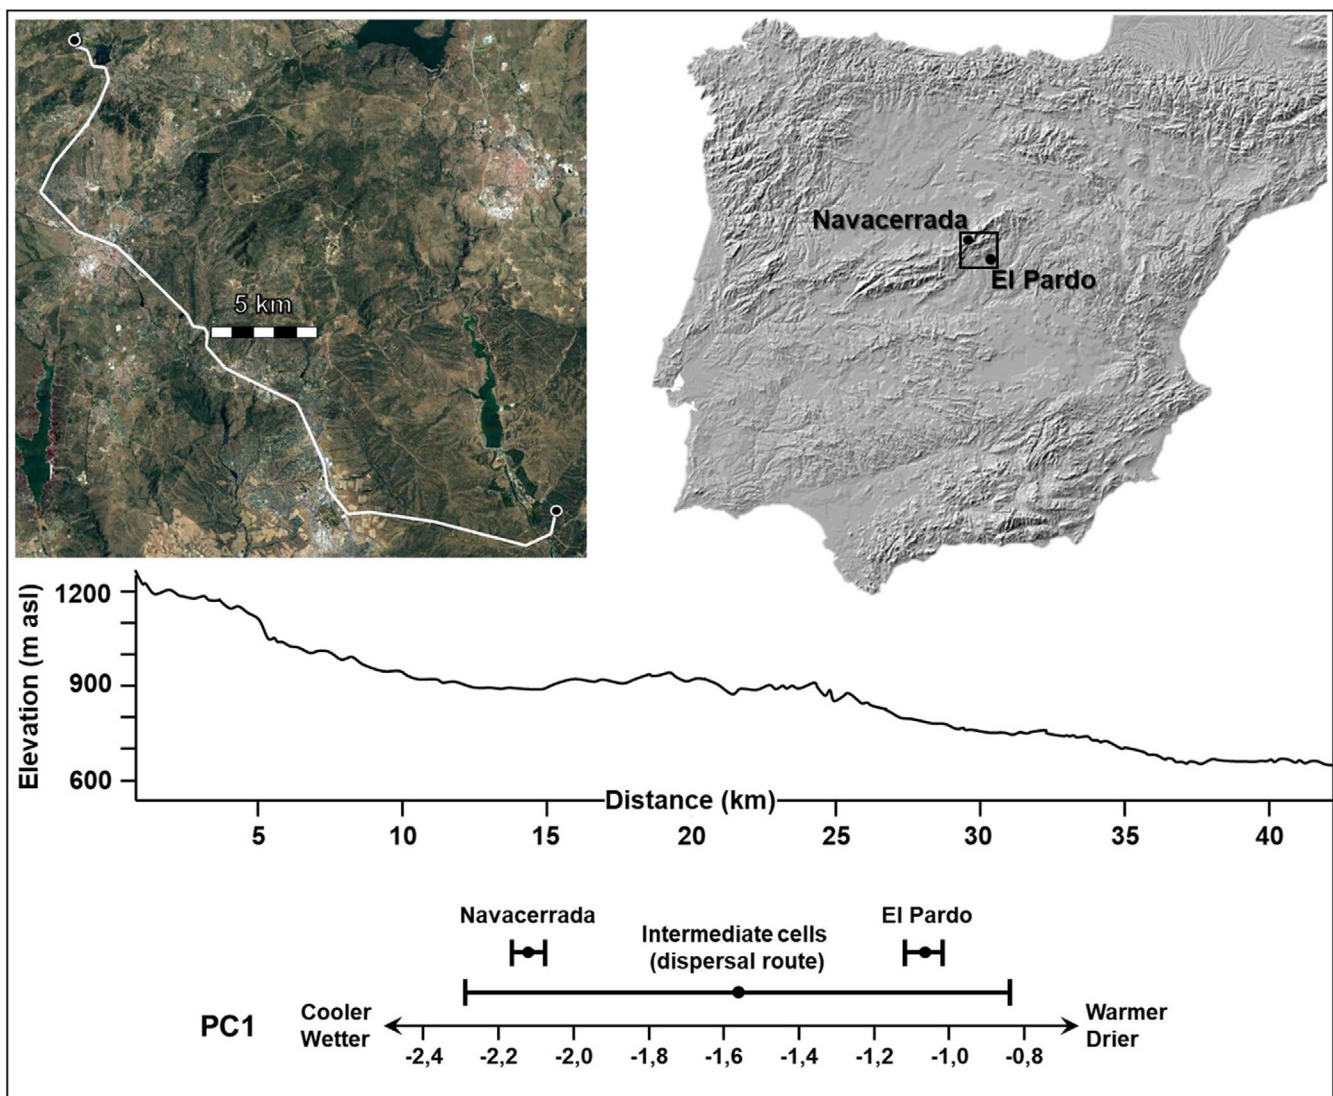 5 km
Navacerrada
El Pardo
Elevation (m asl)
1200
900
600
Distance (km)
5 10 15 20 25 30 35 40
Navacerrada
El Pardo
Intermediate cells
(dispersal route)
PC1
Cooler
Wetter
Warmer
Drier
-2,4 -2,2 -2,0 -1,8 -1,6 -1,4 -1,2 -1,0 -0,8